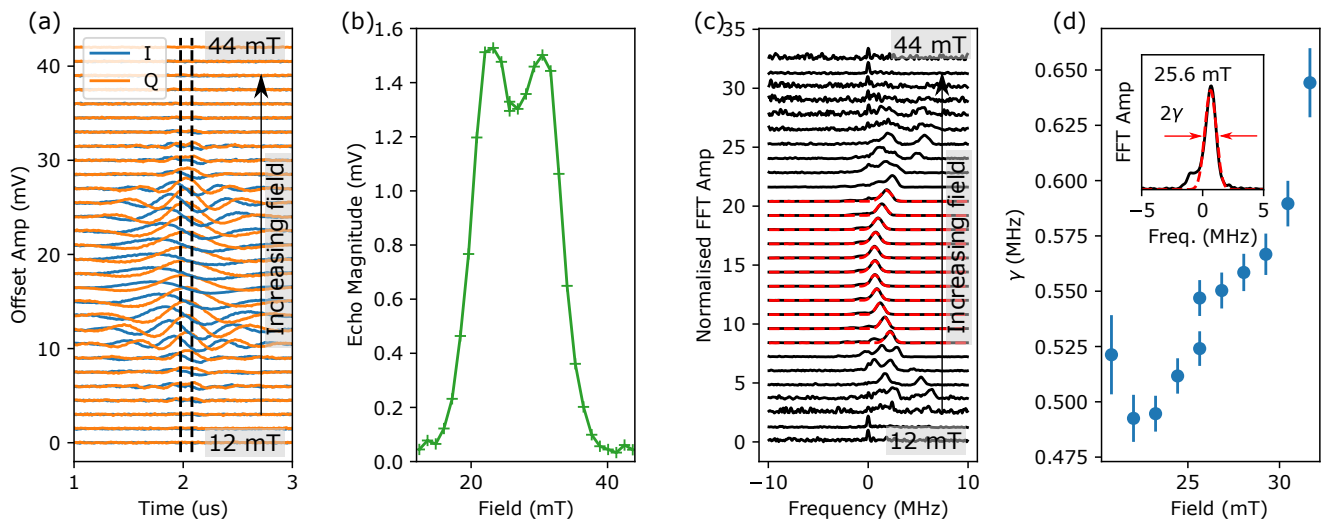 (a)
44 mT
I
Q
Increasing field
12 mT
Offset Amp (mV)
40
30
20
10
0
1
2
3
Time (us)
(b)
Echo Magnitude (mV)
1.6
1.4
1.2
1.0
0.8
0.6
0.4
0.2
0.0
20
40
Field (mT)
(c)
44 mT
Increasing field
12 mT
Normalised FFT Amp
35
30
25
20
15
10
5
0
−10
0
10
Frequency (MHz)
(d)
γ (MHz)
0.650
0.625
0.600
0.575
0.550
0.525
0.500
0.475
25
30
Field (mT)
25.6 mT
2γ
FFT Amp
−5
0
5
Freq. (MHz)